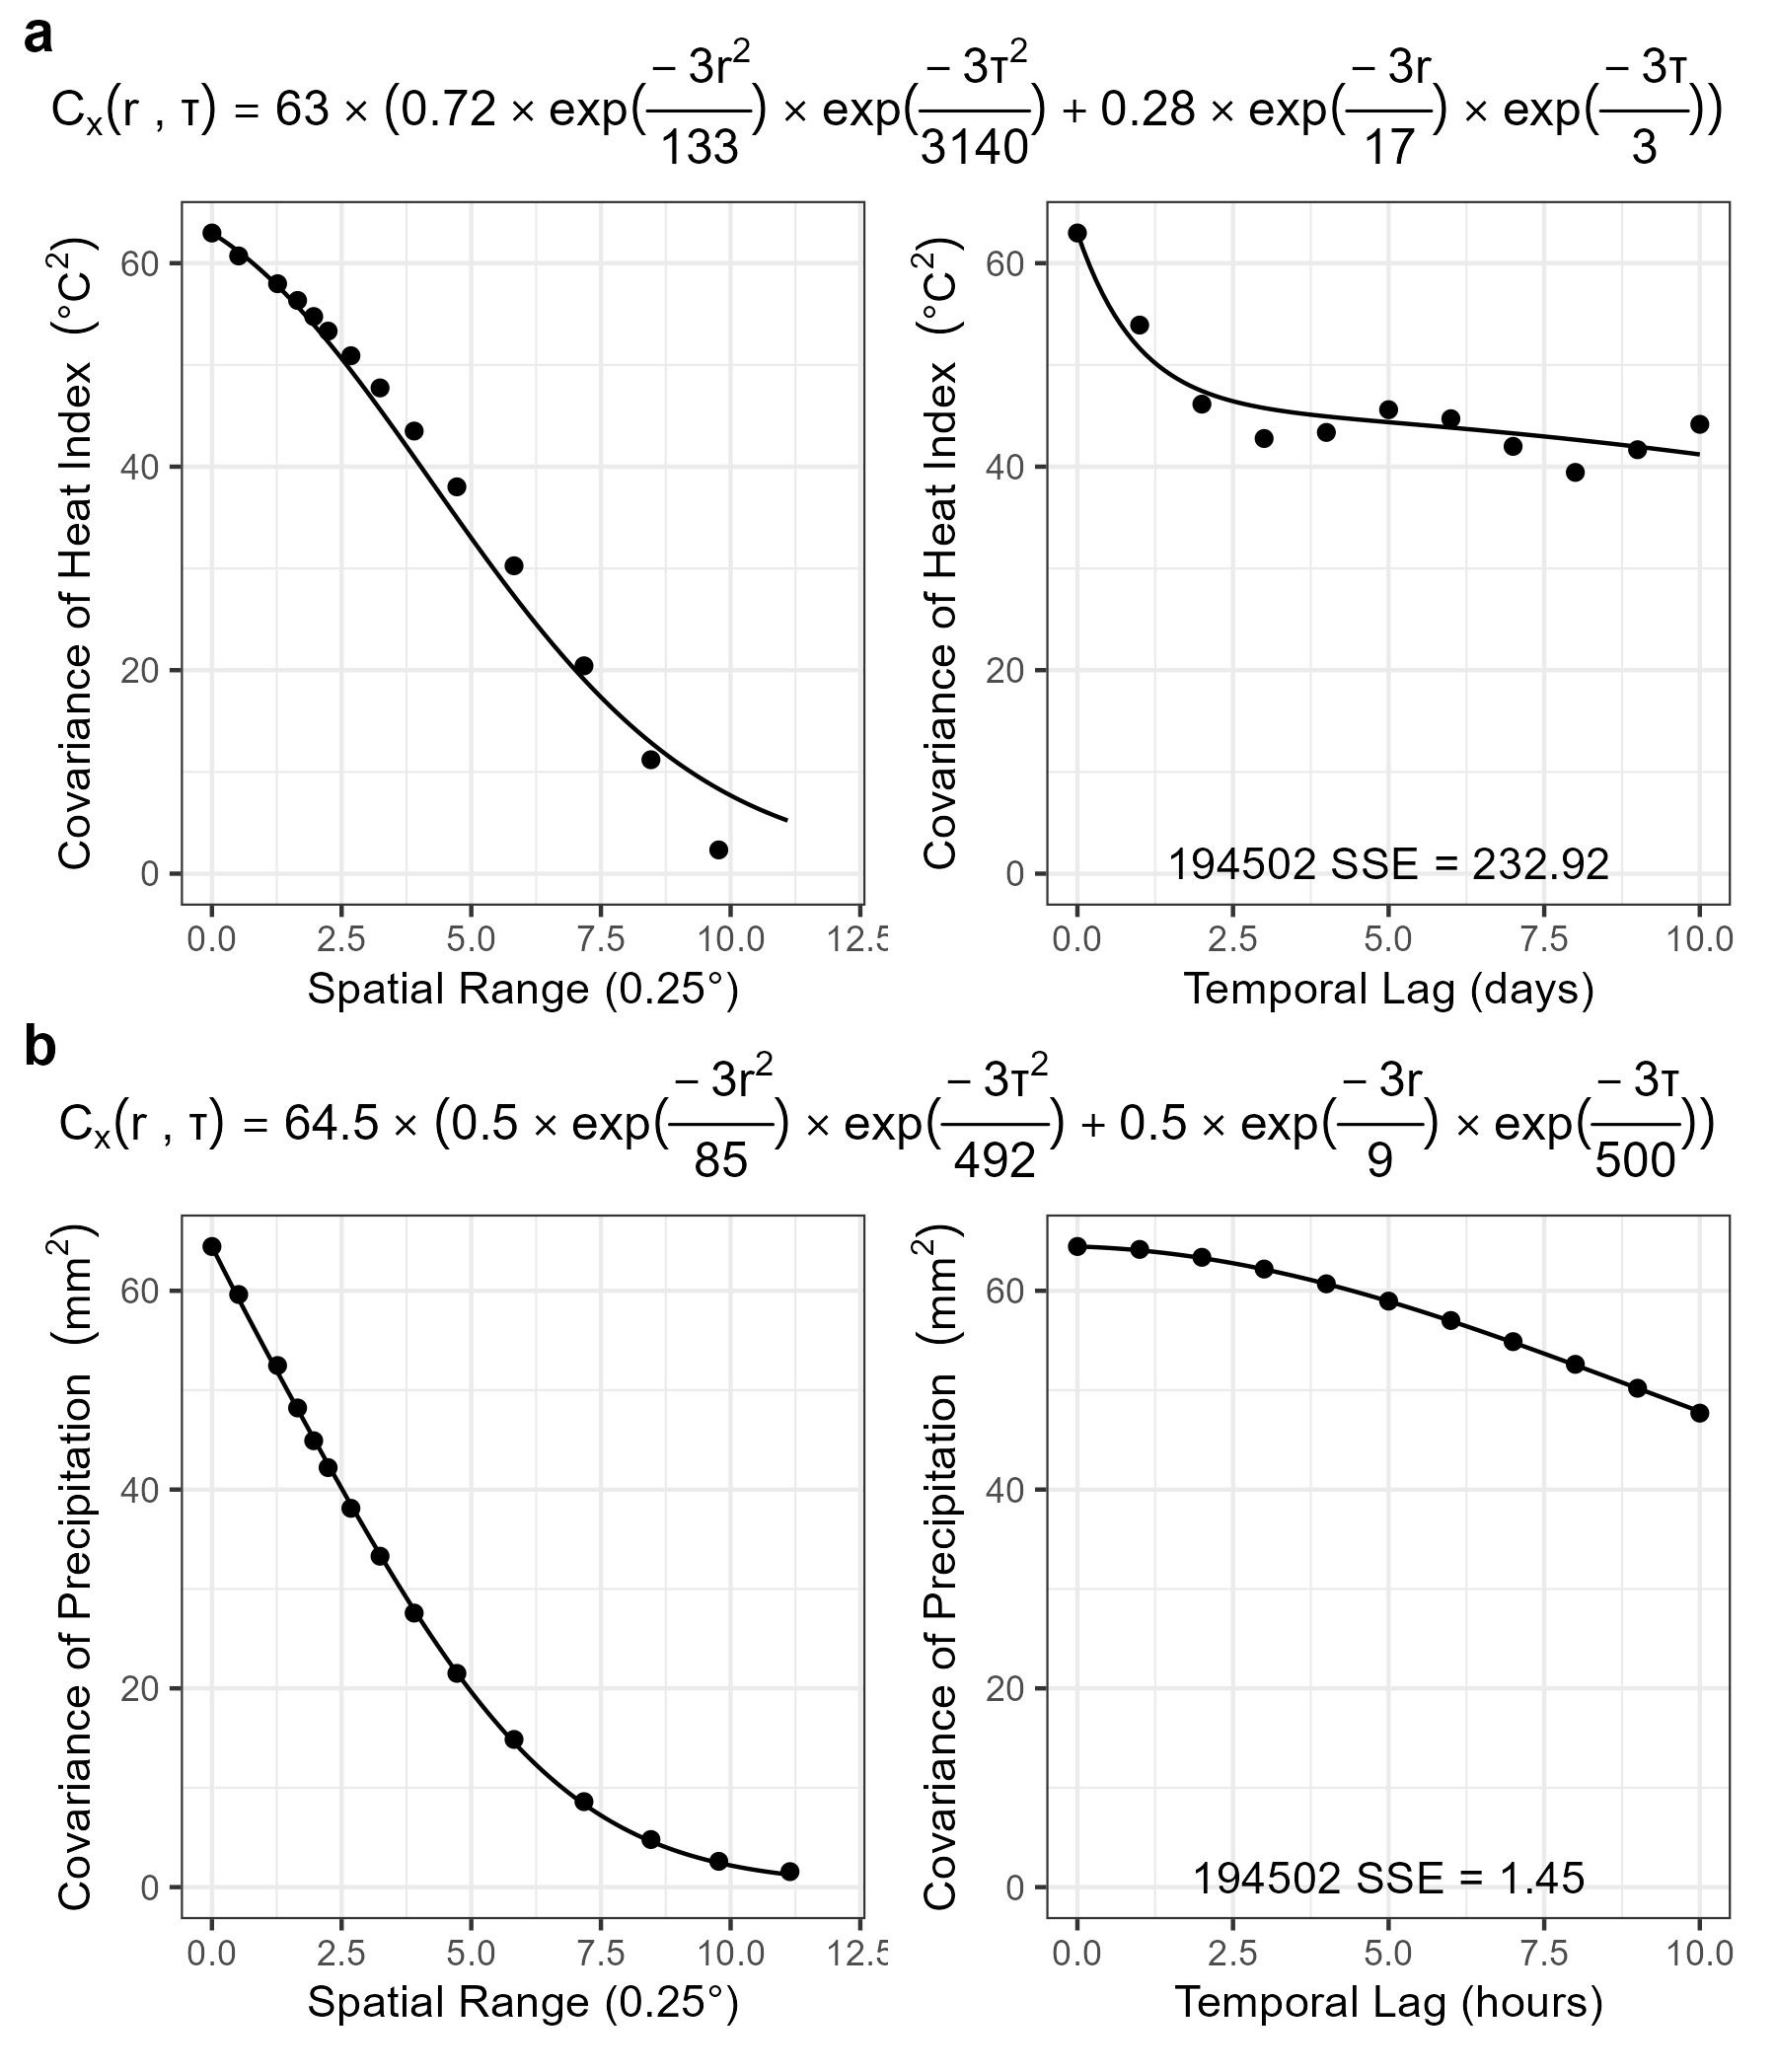 a
Cx(r , τ) = 63 × (0.72 × exp(− 3r²/133) × exp(− 3τ²/3140) + 0.28 × exp(− 3r/17) × exp(− 3τ/3))
Covariance of Heat Index (°C²)
60
40
20
0
0.0 2.5 5.0 7.5 10.0 12.5
Spatial Range (0.25°)
Covariance of Heat Index (°C²)
60
40
20
0
194502 SSE = 232.92
0.0 2.5 5.0 7.5 10.0
Temporal Lag (days)
b
Cx(r , τ) = 64.5 × (0.5 × exp(− 3r²/85) × exp(− 3τ²/492) + 0.5 × exp(− 3r/9) × exp(− 3τ/500))
Covariance of Precipitation (mm²)
60
40
20
0
0.0 2.5 5.0 7.5 10.0 12.5
Spatial Range (0.25°)
Covariance of Precipitation (mm²)
60
40
20
0
194502 SSE = 1.45
0.0 2.5 5.0 7.5 10.0
Temporal Lag (hours)